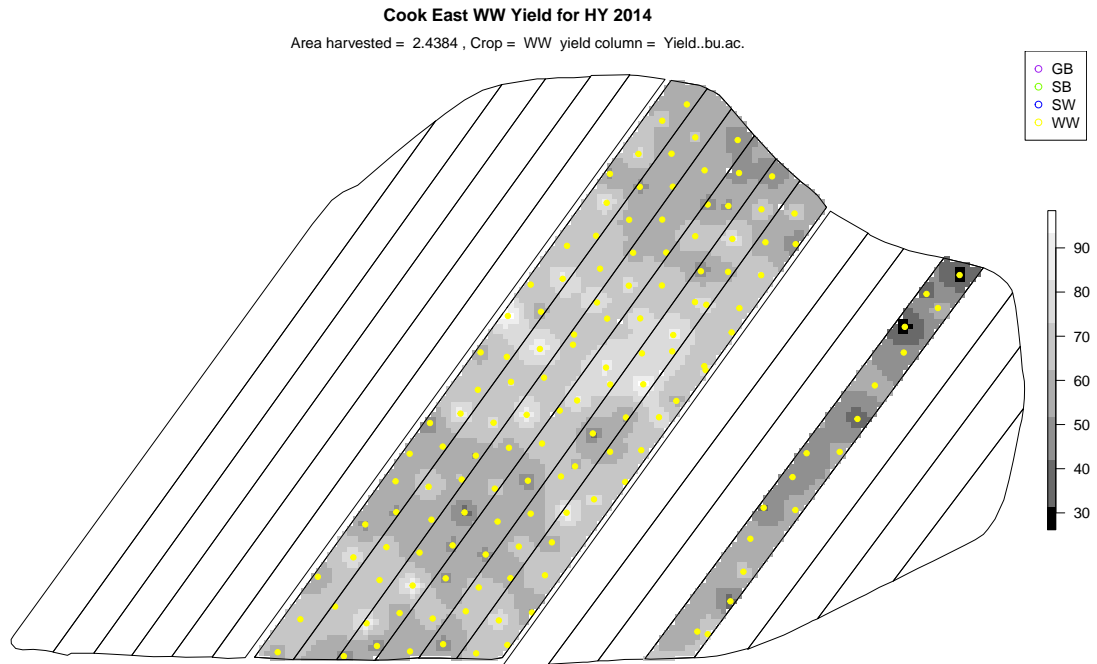 Cook East WW Yield for HY 2014
Area harvested = 2.4384 , Crop = WW yield column = Yield..bu.ac.
GB
SB
SW
WW
90
80
70
60
50
40
30